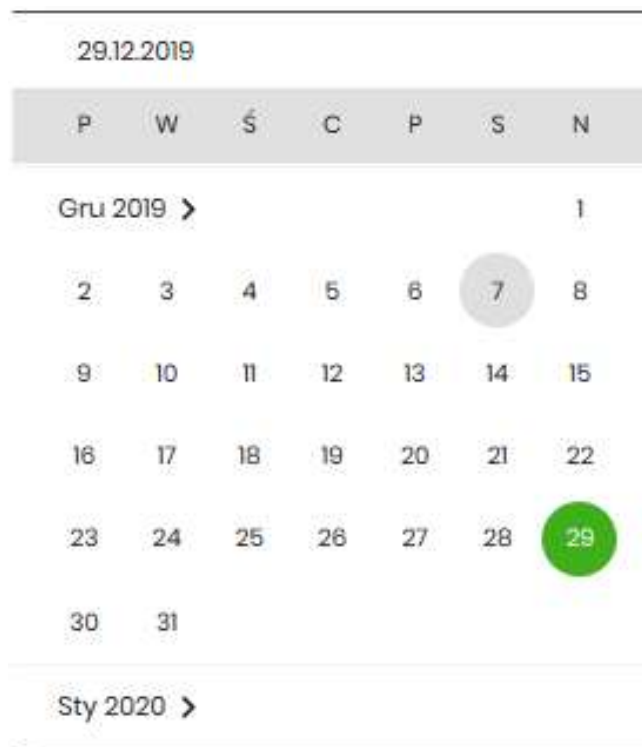 29.12.2019
P W Ś C P S N
Gru 2019 1
2 3 4 5 6 7 8
9 10 11 12 13 14 15
16 17 18 19 20 21 22
23 24 25 26 27 28 29
30 31
Sty 2020